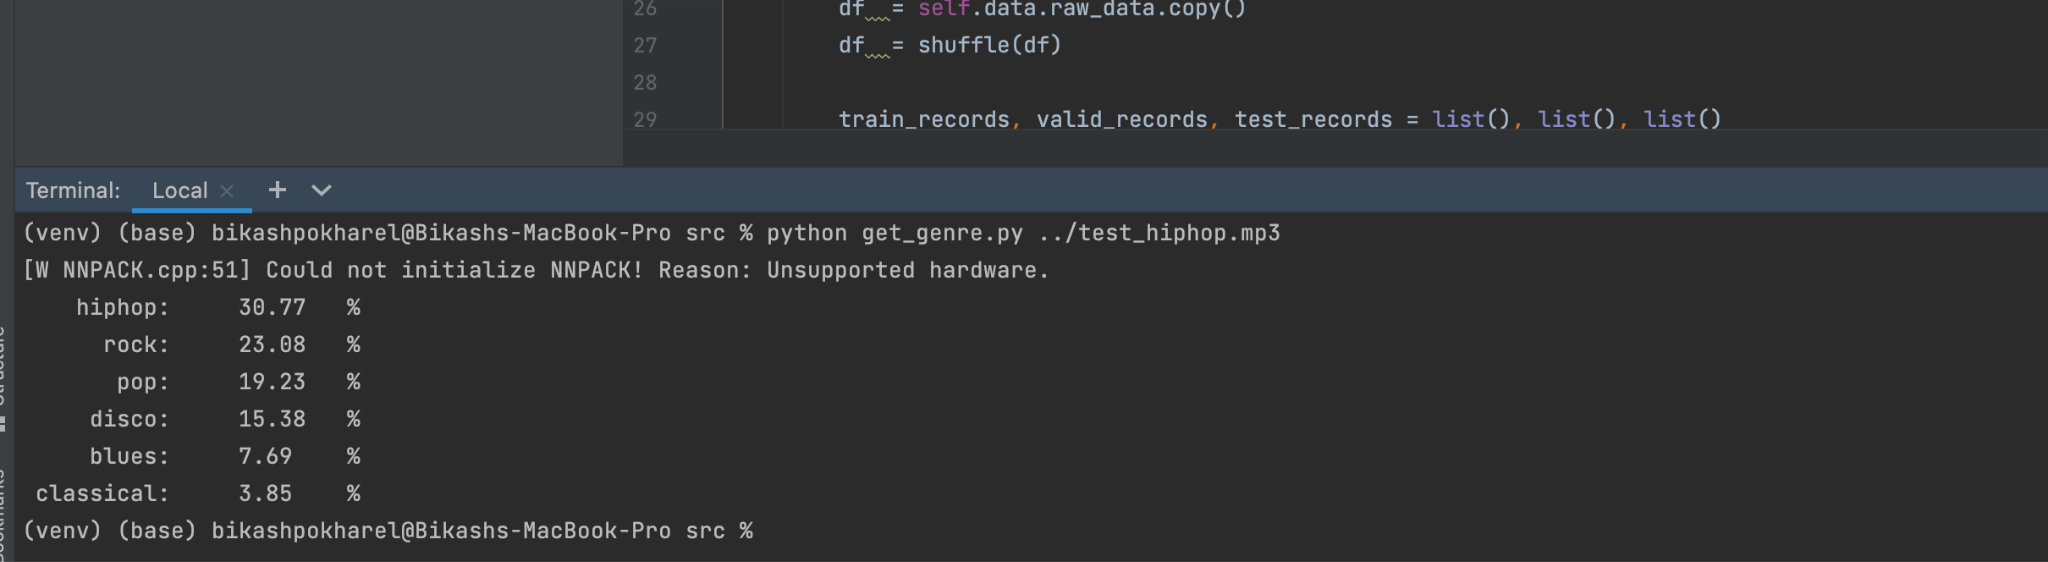 26 df = self.data.raw_data.copy()
27 df = shuffle(df)
28
29 train_records, valid_records, test_records = list(), list(), list()
Terminal: Local × +
(venv) (base) bikashpokharel@Bikashs-MacBook-Pro src % python get_genre.py ../test_hiphop.mp3
[W NNPACK.cpp:51] Could not initialize NNPACK! Reason: Unsupported hardware.
hiphop: 30.77 %
rock: 23.08 %
pop: 19.23 %
disco: 15.38 %
blues: 7.69 %
classical: 3.85 %
(venv) (base) bikashpokharel@Bikashs-MacBook-Pro src %